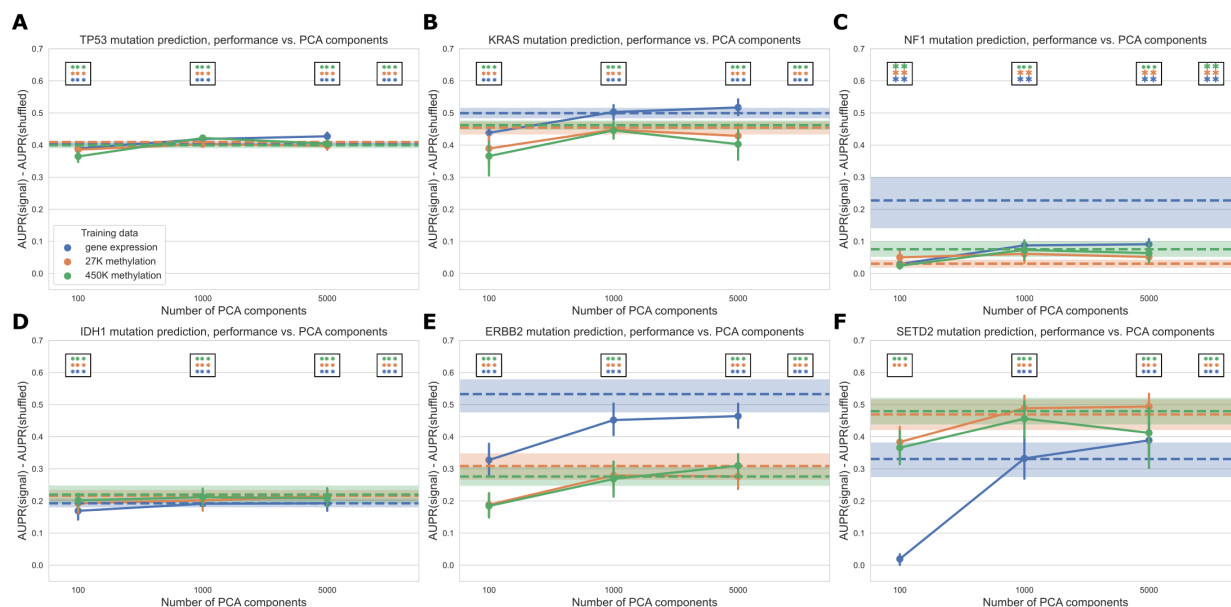 A
TP53 mutation prediction, performance vs. PCA components
AUPR(signal) - AUPR(shuffled)
0.7
0.6
0.5
0.4
0.3
0.2
0.1
0.0
Training data
gene expression
27K methylation
450K methylation
100
1000
5000
Number of PCA components
B
KRAS mutation prediction, performance vs. PCA components
AUPR(signal) - AUPR(shuffled)
0.7
0.6
0.5
0.4
0.3
0.2
0.1
0.0
100
1000
5000
Number of PCA components
C
NF1 mutation prediction, performance vs. PCA components
AUPR(signal) - AUPR(shuffled)
0.7
0.6
0.5
0.4
0.3
0.2
0.1
0.0
100
1000
5000
Number of PCA components
D
IDH1 mutation prediction, performance vs. PCA components
AUPR(signal) - AUPR(shuffled)
0.7
0.6
0.5
0.4
0.3
0.2
0.1
0.0
100
1000
5000
Number of PCA components
E
ERBB2 mutation prediction, performance vs. PCA components
AUPR(signal) - AUPR(shuffled)
0.7
0.6
0.5
0.4
0.3
0.2
0.1
0.0
100
1000
5000
Number of PCA components
F
SETD2 mutation prediction, performance vs. PCA components
AUPR(signal) - AUPR(shuffled)
0.7
0.6
0.5
0.4
0.3
0.2
0.1
0.0
100
1000
5000
Number of PCA components